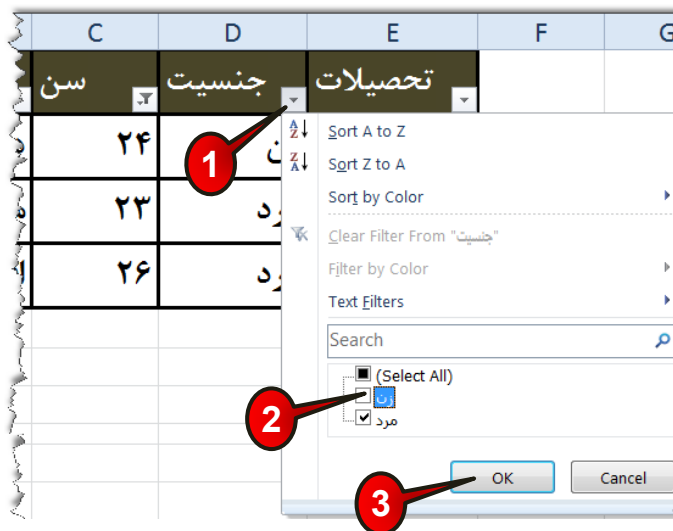 C D E F G
سن جنسیت تحصیلات
۲۴
۲۳ رد
۲۶ رد
1
Sort A to Z
Sort Z to A
Sort by Color
Clear Filter From "جنسیت"
Filter by Color
Text Filters
Search
(Select All)
زن
2
مرد
OK Cancel
3